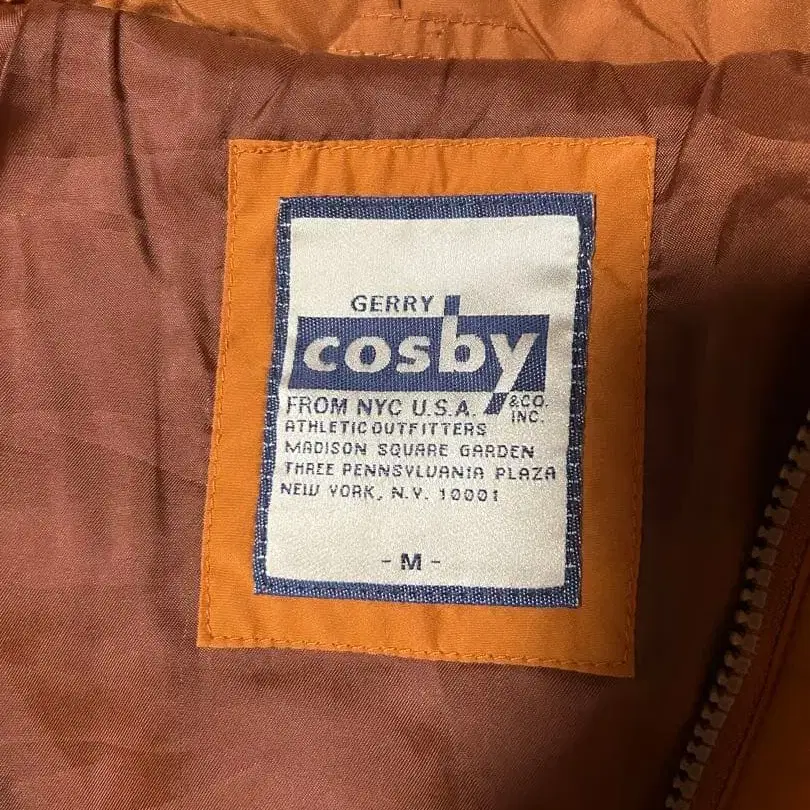 GERRY
cosby
FROM NYC U.S.A. &CO. INC.
ATHLETIC OUTFITTERS
MADISON SQUARE GARDEN
THREE PENNSYLVANIA PLAZA
NEW YORK, N.Y. 10001
- M -